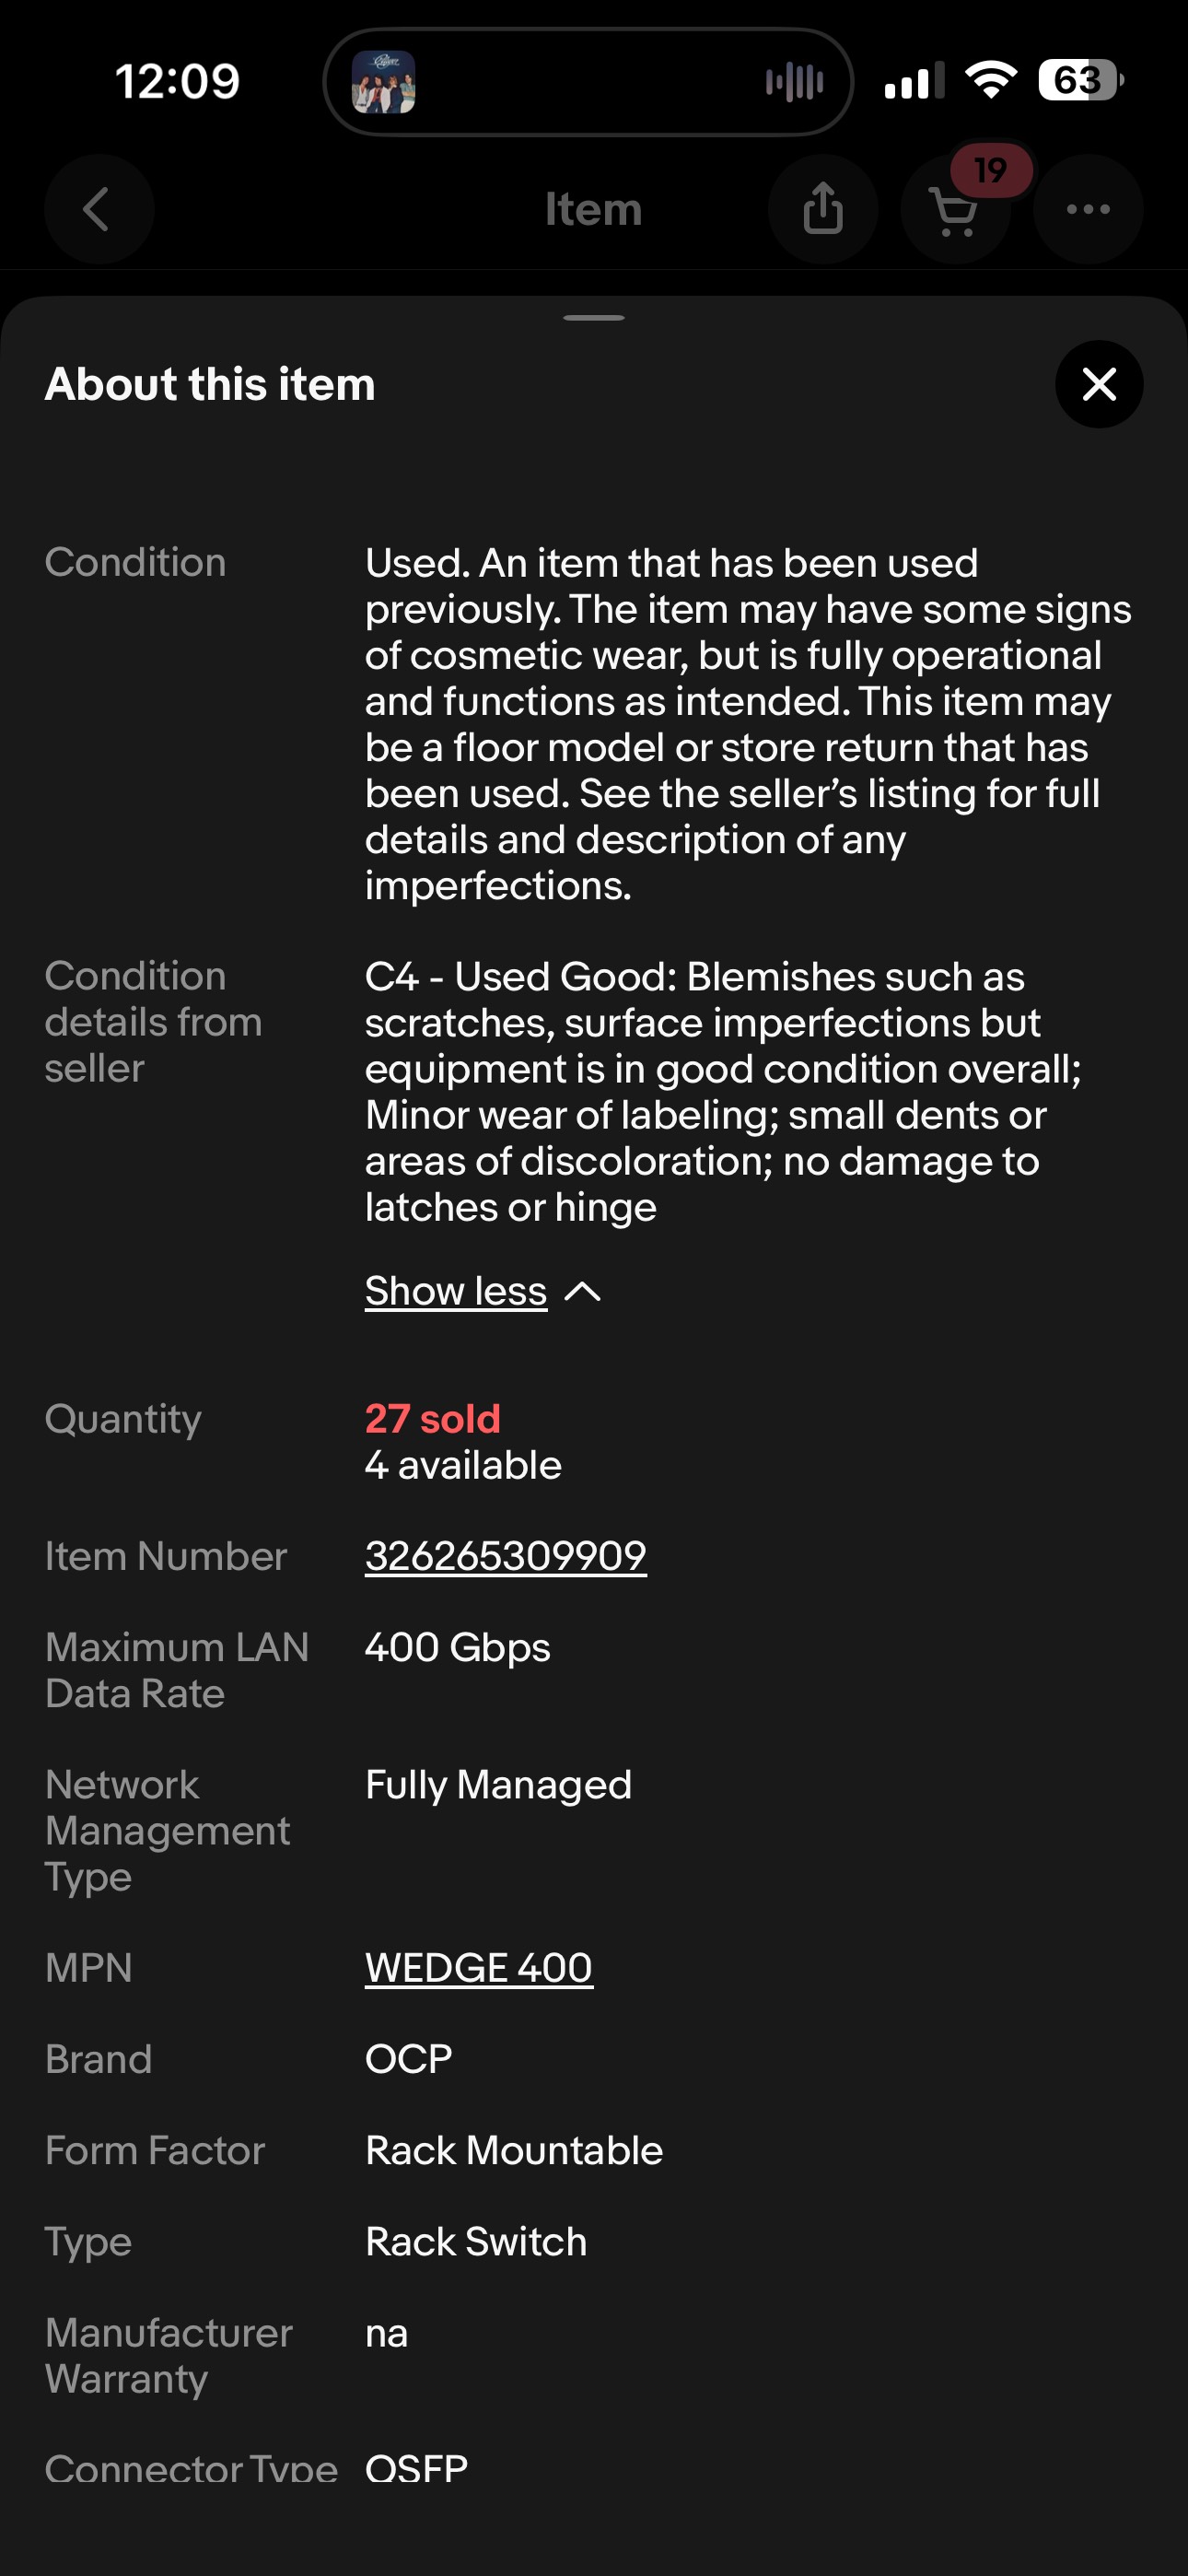 12:09
63
Item
19
About this item
Condition
Used. An item that has been used
previously. The item may have some signs
of cosmetic wear, but is fully operational
and functions as intended. This item may
be a floor model or store return that has
been used. See the seller’s listing for full
details and description of any
imperfections.
Condition
details from
seller
C4 - Used Good: Blemishes such as
scratches, surface imperfections but
equipment is in good condition overall;
Minor wear of labeling; small dents or
areas of discoloration; no damage to
latches or hinge
Show less
Quantity
27 sold
4 available
Item Number
326265309909
Maximum LAN
Data Rate
400 Gbps
Network
Management
Type
Fully Managed
MPN
WEDGE 400
Brand
OCP
Form Factor
Rack Mountable
Type
Rack Switch
Manufacturer
Warranty
na
Connector Type
QSFP